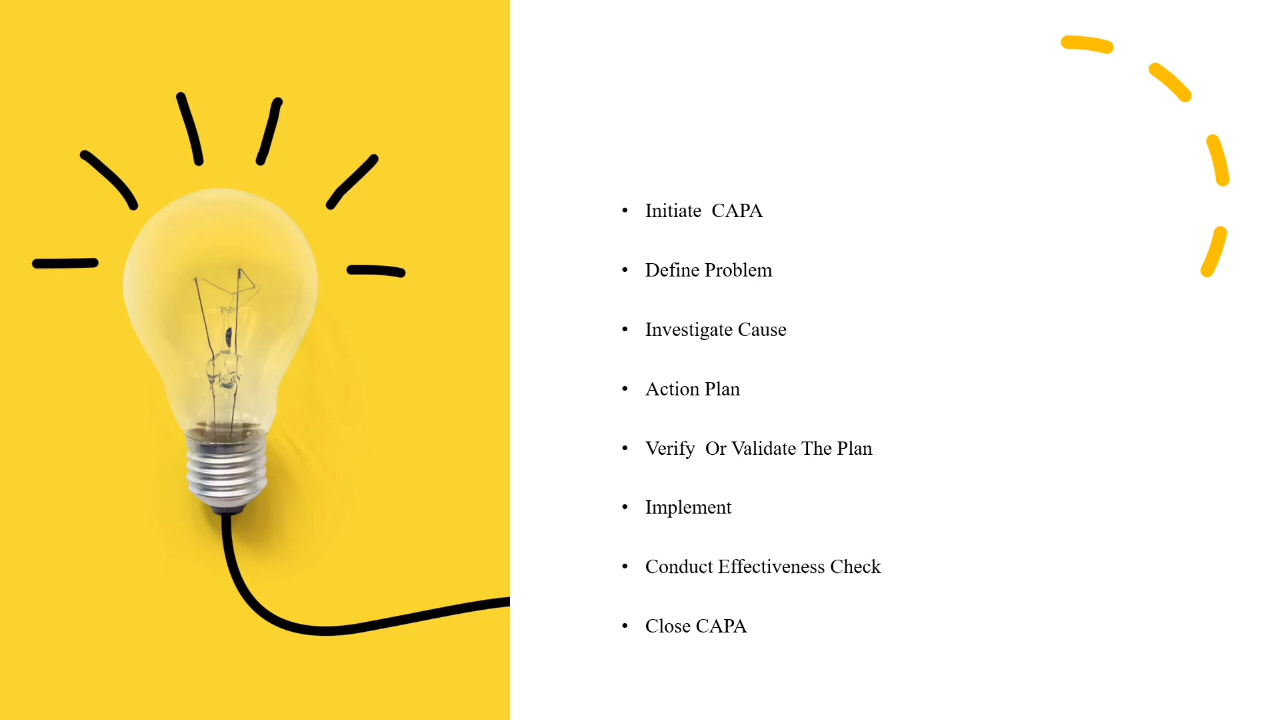 • Initiate  CAPA
• Define Problem
• Investigate Cause
• Action Plan
• Verify  Or Validate The Plan
• Implement
• Conduct Effectiveness Check
• Close CAPA